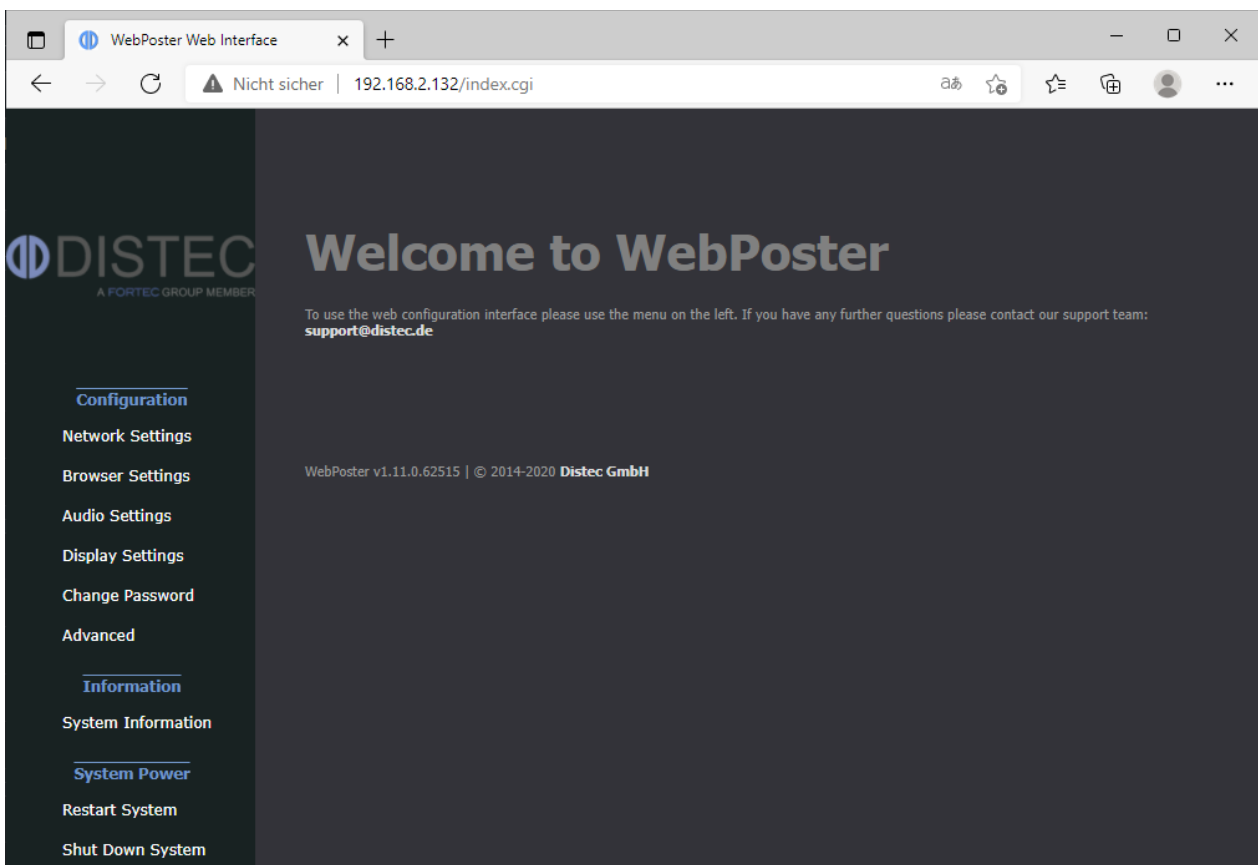 WebPoster Web Interface
Nicht sicher | 192.168.2.132/index.cgi
aあ
DISTEC
A FORTEC GROUP MEMBER
Welcome to WebPoster
To use the web configuration interface please use the menu on the left. If you have any further questions please contact our support team:
support@distec.de
Configuration
Network Settings
Browser Settings
Audio Settings
Display Settings
Change Password
Advanced
Information
System Information
System Power
Restart System
Shut Down System
WebPoster v1.11.0.62515 | © 2014-2020 Distec GmbH